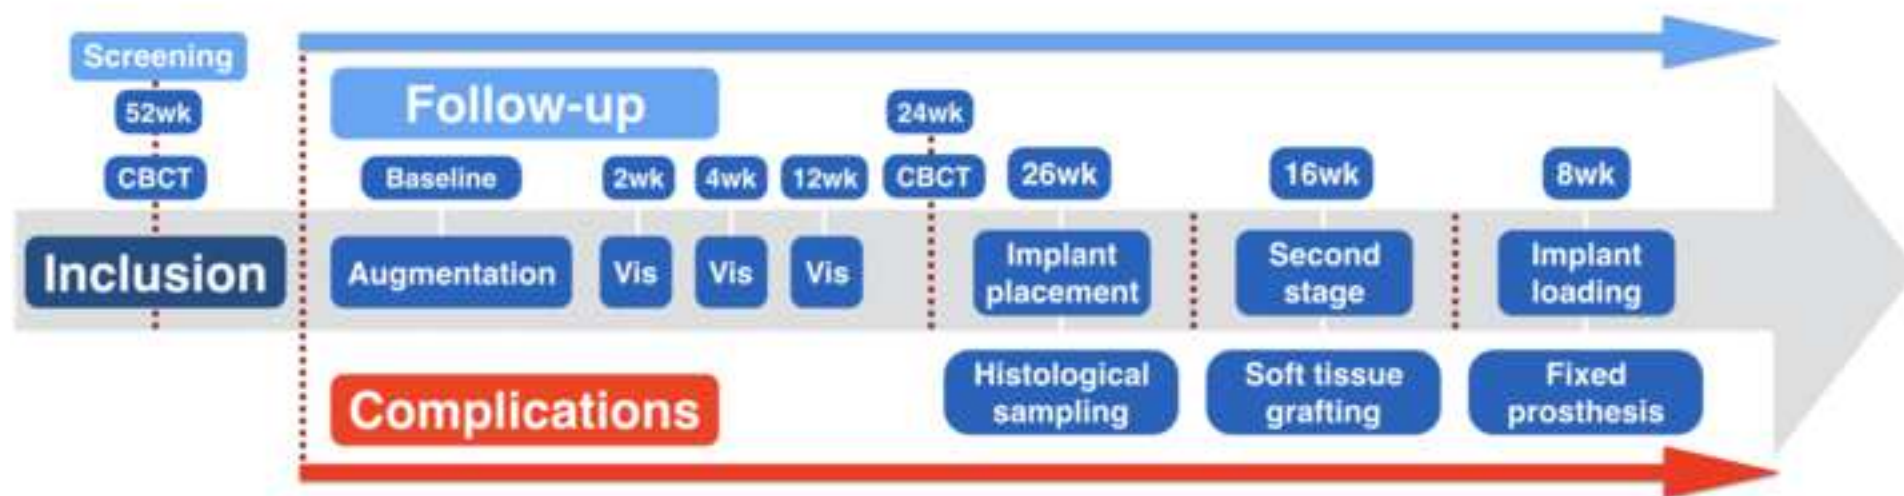 Screening
52wk
CBCT
Inclusion
Follow-up
Baseline
2wk
4wk
12wk
24wk
CBCT
26wk
16wk
8wk
Augmentation
Vis
Vis
Vis
Implant
placement
Second
stage
Implant
loading
Complications
Histological
sampling
Soft tissue
grafting
Fixed
prosthesis